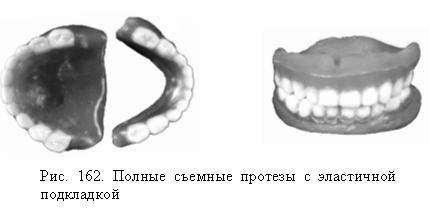 Рис. 162. Полные съемные протезы с эластичной
подкладкой